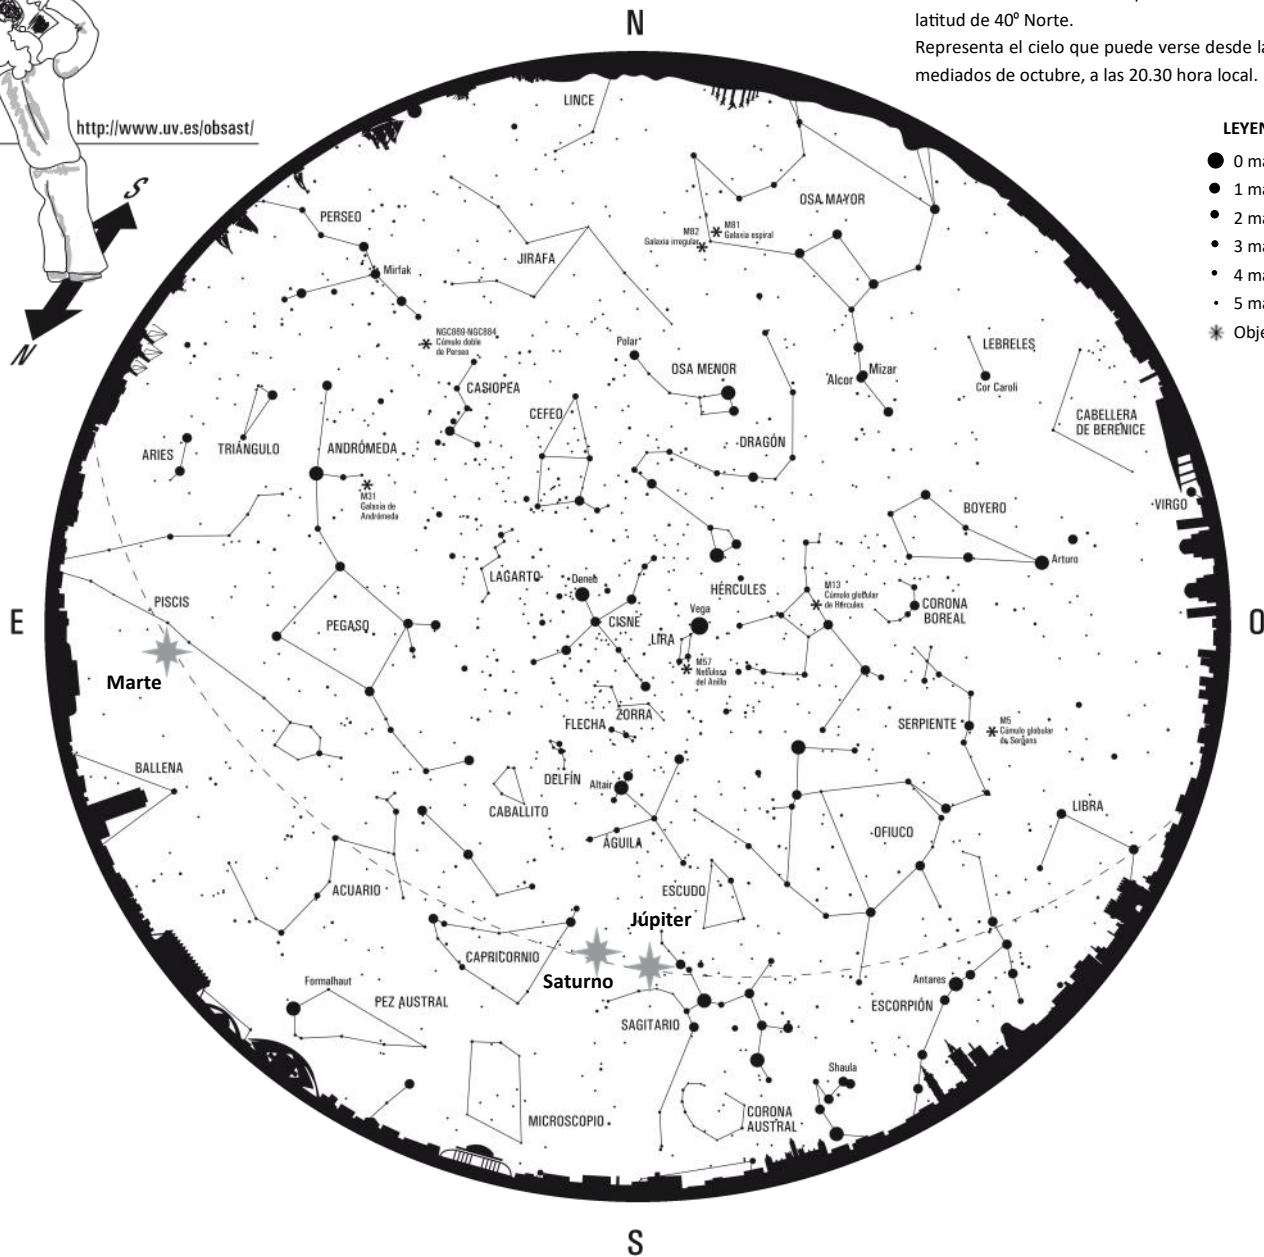 N
latitud de 40⁰ Norte.
Representa el cielo que puede verse desde la
mediados de octubre, a las 20.30 hora local.
http://www.uv.es/obsast/
S
N
LEYEN
0 ma
1 ma
2 ma
3 ma
4 ma
5 ma
Obje
LINCE
OSA MAYOR
PERSEO
M81
Galaxia espiral
M82
Galaxia irregular
JIRAFA
Mirfak
NGC869-NGC884
Cúmulo doble
de Perseo
Polar
OSA MENOR
LEBRELES
Mizar
Alcor
Cor Caroli
CASIOPEA
CEFEO
CABELLERA
DE BERENICE
DRAGÓN
ARIES
TRIÁNGULO
ANDRÓMEDA
M31
Galaxia de
Andrómeda
BOYERO
VIRGO
Arturo
LAGARTO
Deneb
HÉRCULES
M13
Cúmulo globular
de Hércules
CORONA
BOREAL
PISCIS
PEGASO
CISNE
Vega
LIRA
E
O
M57
Nebulosa
del Anillo
Marte
ZORRA
FLECHA
SERPIENTE
M5
Cúmulo globular
de Serpens
BALLENA
DELFÍN
Altair
CABALLITO
LIBRA
ÁGUILA
OFIUCO
ACUARIO
ESCUDO
Júpiter
CAPRICORNIO
Saturno
Formalhaut
PEZ AUSTRAL
Antares
ESCORPIÓN
SAGITARIO
Shaula
MICROSCOPIO
CORONA
AUSTRAL
S